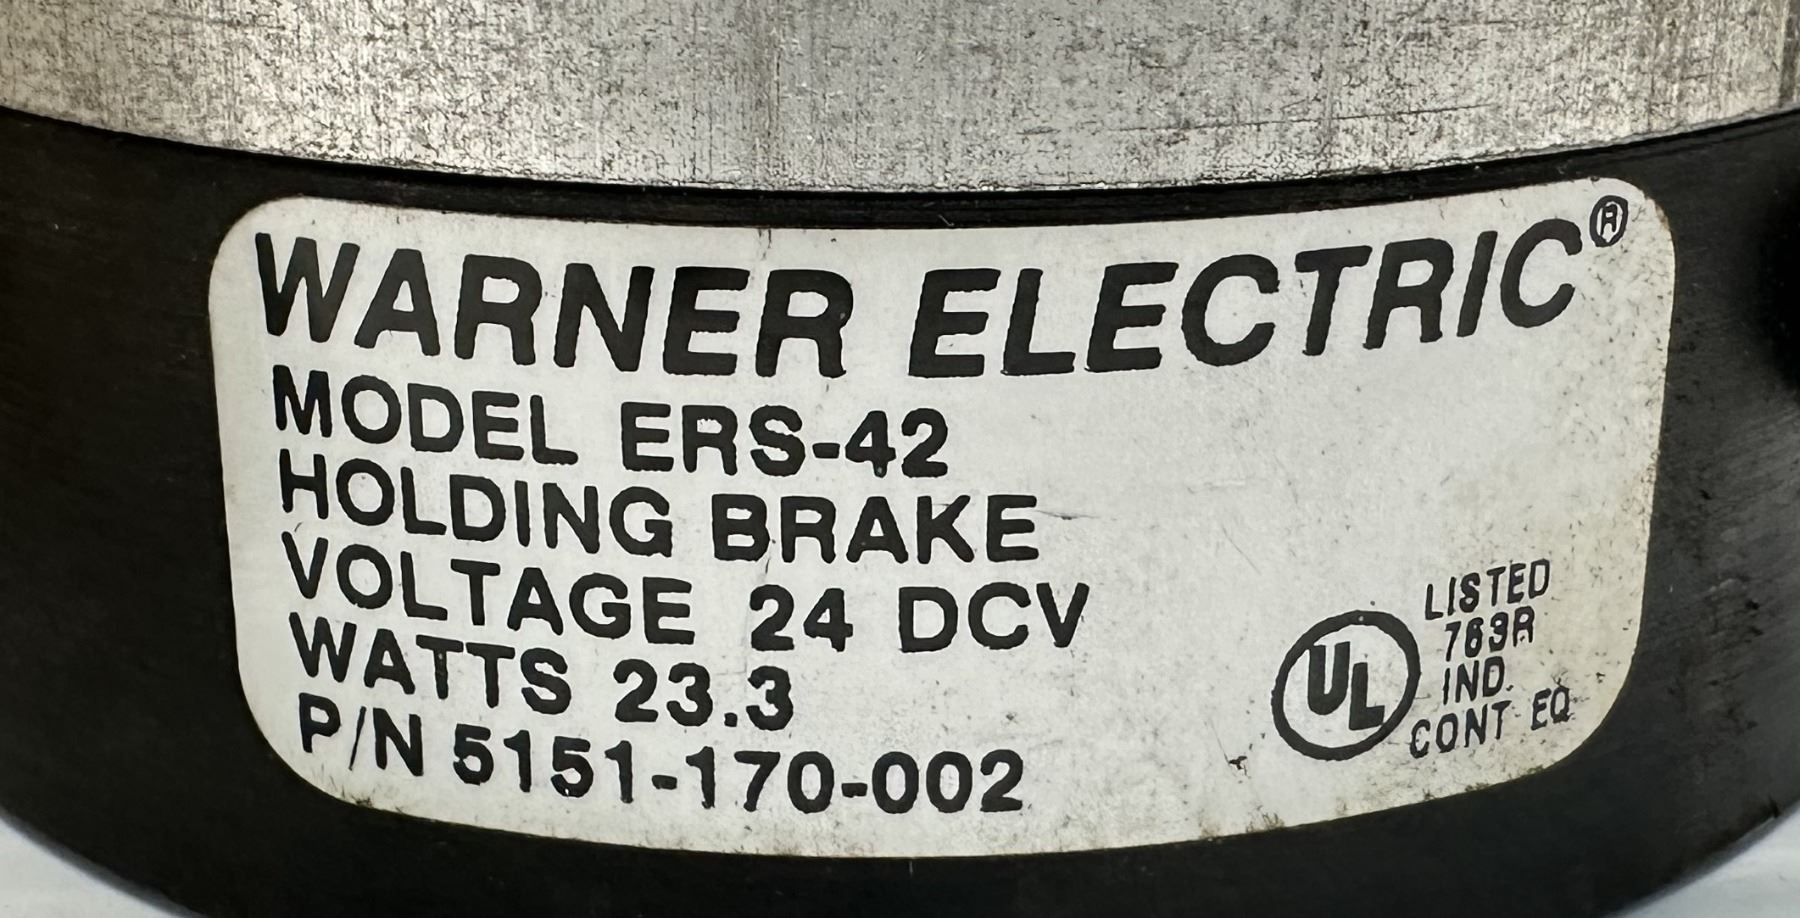 WARNER ELECTRIC®
MODEL ERS-42
HOLDING BRAKE
VOLTAGE 24 DCV
WATTS 23.3
P/N 5151-170-002
UL
LISTED
763R
IND.
CONT EQ